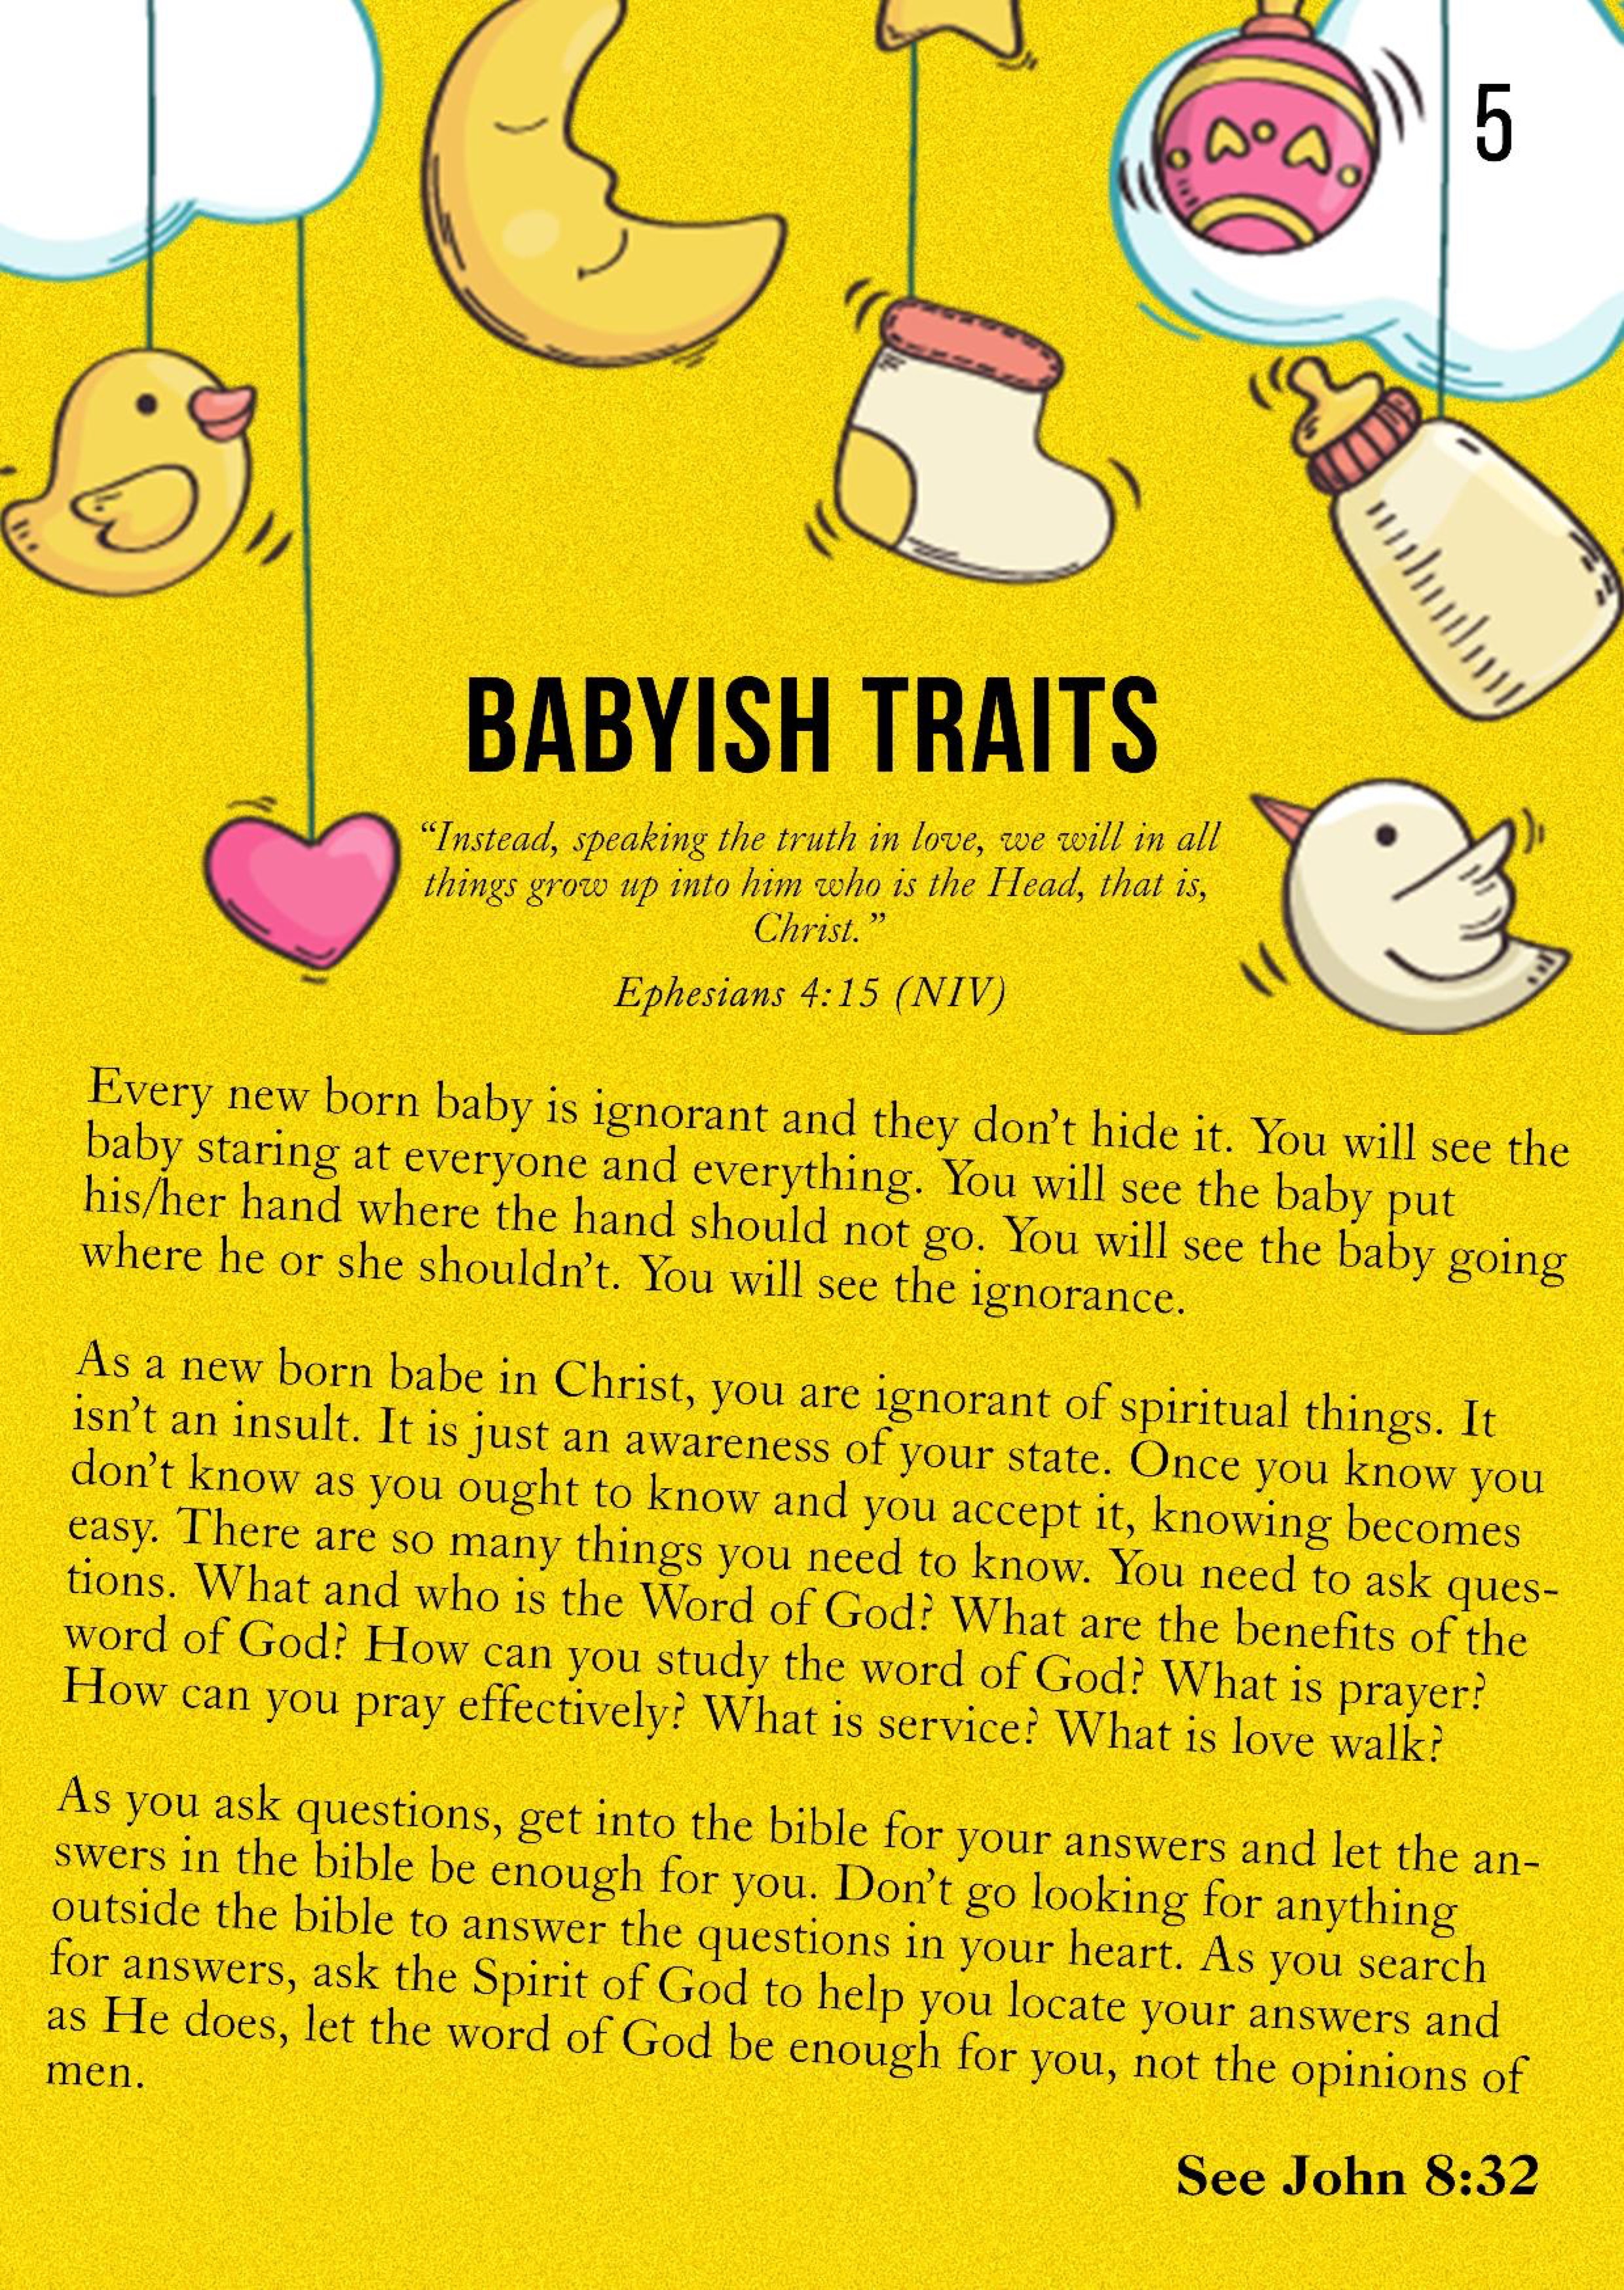 5
BABYISH TRAITS
“Instead, speaking the truth in love, we will in all
things grow up into him who is the Head, that is,
Christ.”
Ephesians 4:15 (NIV)
Every new born baby is ignorant and they don’t hide it. You will see the
baby staring at everyone and everything. You will see the baby put
his/her hand where the hand should not go. You will see the baby going
where he or she shouldn’t. You will see the ignorance.
As a new born babe in Christ, you are ignorant of spiritual things. It
isn’t an insult. It is just an awareness of your state. Once you know you
don’t know as you ought to know and you accept it, knowing becomes
easy. There are so many things you need to know. You need to ask ques-
tions. What and who is the Word of God? What are the benefits of the
word of God? How can you study the word of God? What is prayer?
How can you pray effectively? What is service? What is love walk?
As you ask questions, get into the bible for your answers and let the an-
swers in the bible be enough for you. Don’t go looking for anything
outside the bible to answer the questions in your heart. As you search
for answers, ask the Spirit of God to help you locate your answers and
as He does, let the word of God be enough for you, not the opinions of
men.
See John 8:32